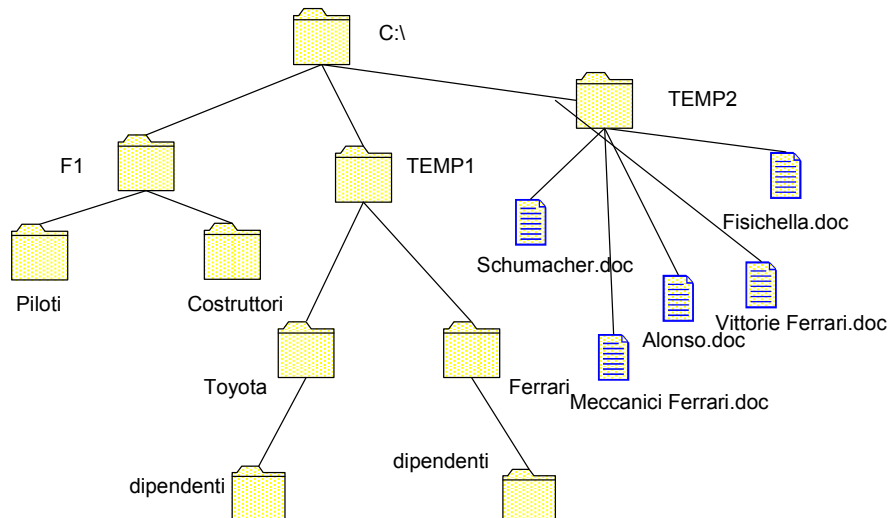 C:\
TEMP2
F1
TEMP1
Fisichella.doc
Schumacher.doc
Piloti
Costruttori
Vittorie Ferrari.doc
Alonso.doc
Toyota
Ferrari
Meccanici Ferrari.doc
dipendenti
dipendenti